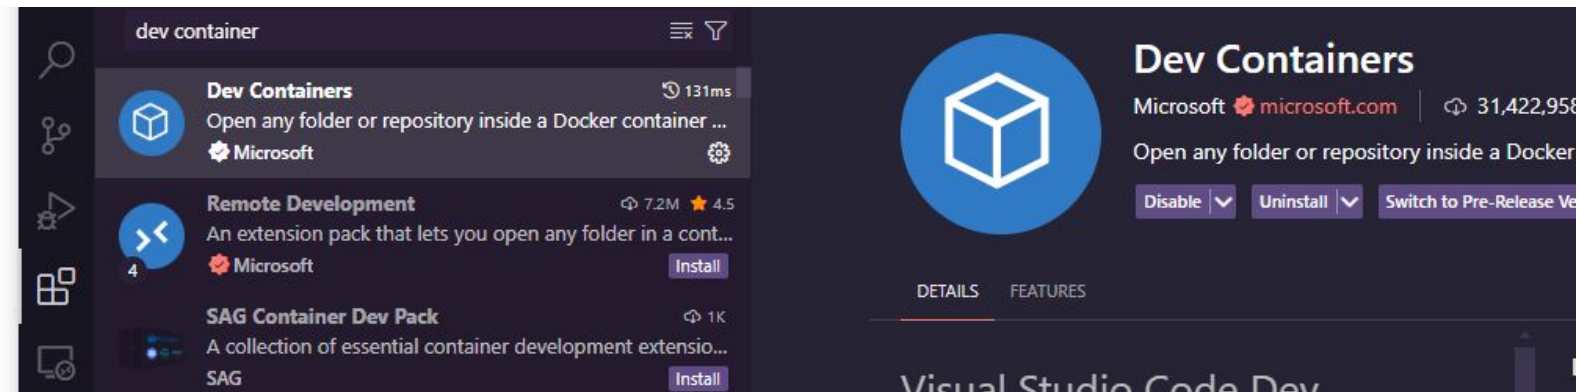 dev container
Dev Containers 131ms
Open any folder or repository inside a Docker container ...
Microsoft
Remote Development 7.2M 4.5
An extension pack that lets you open any folder in a cont...
4 Microsoft Install
SAG Container Dev Pack 1K
A collection of essential container development extensio...
SAG Install
Dev Containers
Microsoft microsoft.com 31,422,958
Open any folder or repository inside a Docker
Disable Uninstall Switch to Pre-Release Ve
DETAILS FEATURES
Visual Studio Code Dev